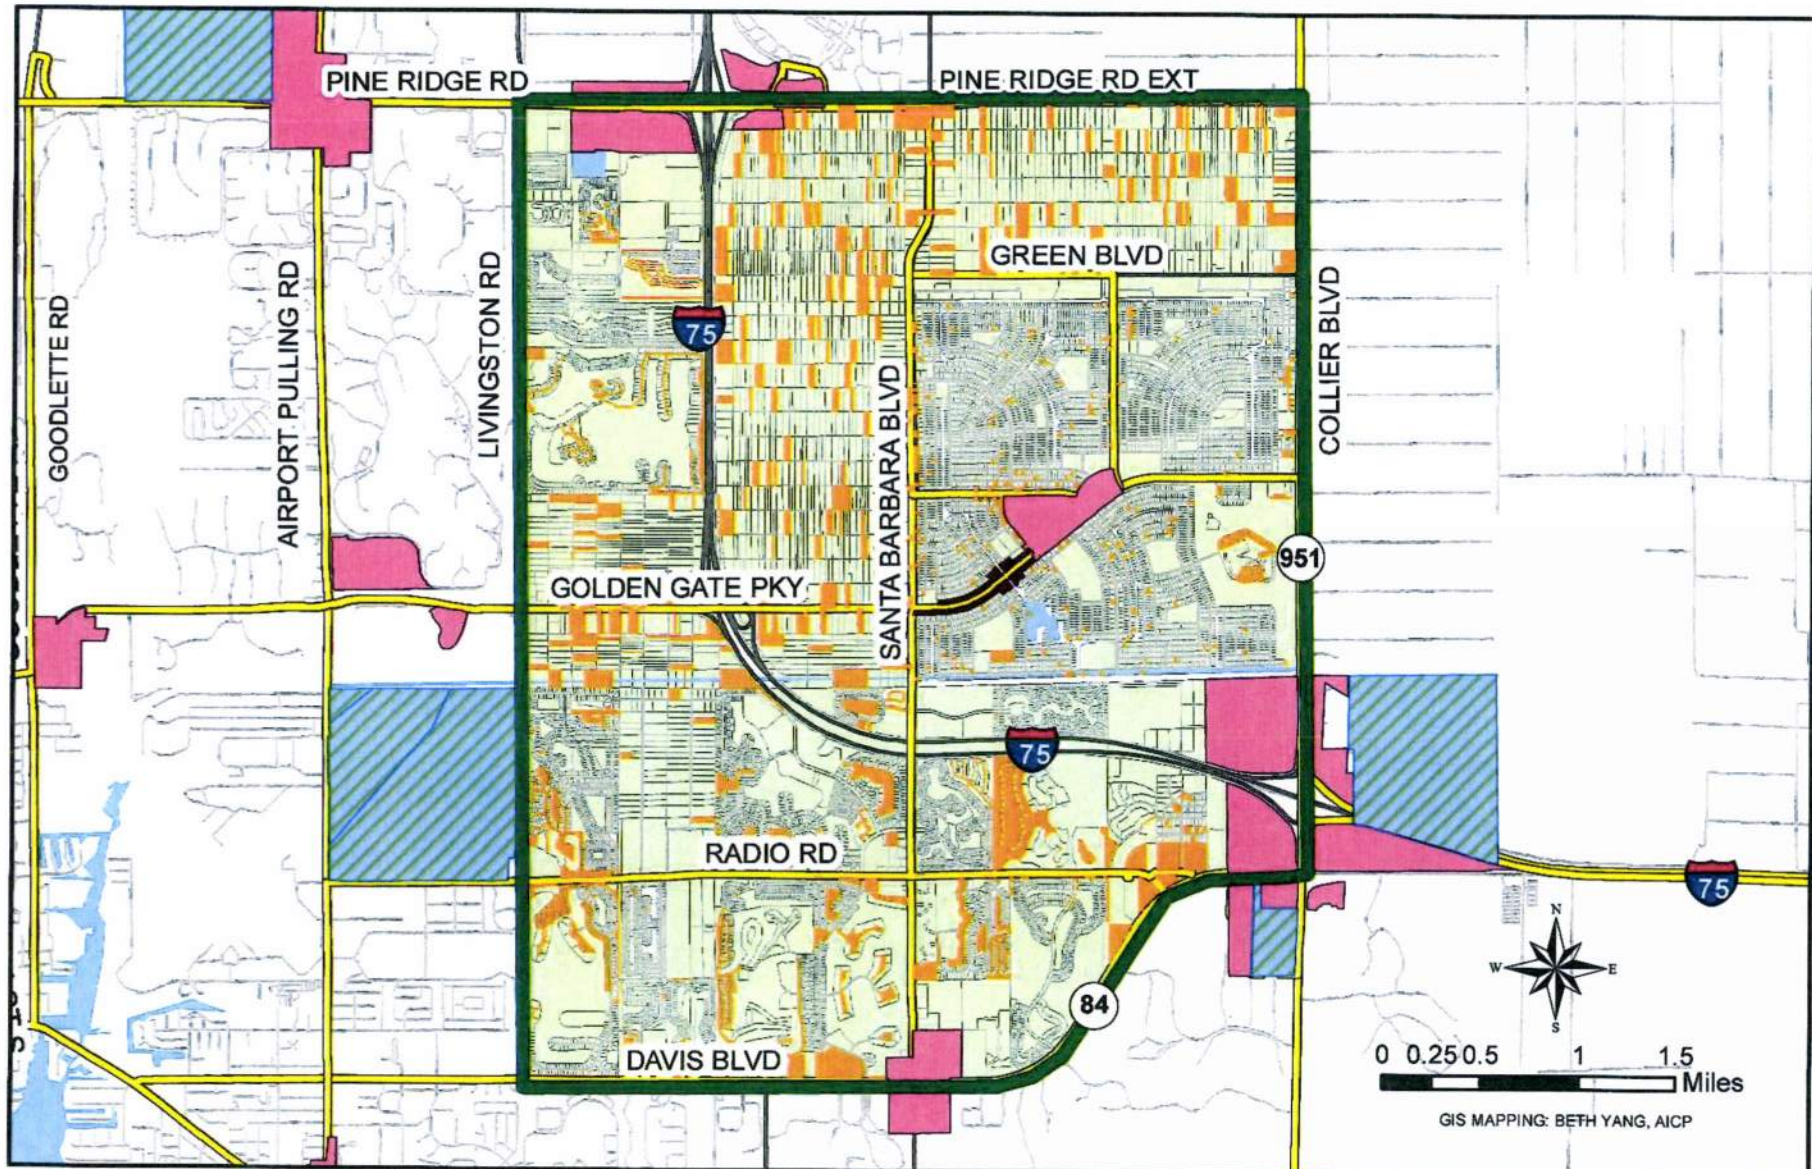 PINE RIDGE RD
PINE RIDGE RD EXT
GREEN BLVD
GOODLETTE RD
AIRPORT PULLING RD
LIVINGSTON RD
75
SANTA BARBARA BLVD
COLLIER BLVD
951
GOLDEN GATE PKY
75
RADIO RD
75
84
DAVIS BLVD
N
W E
S
0 0.25 0.5 1 1.5
Miles
GIS MAPPING: BETH YANG, AICP